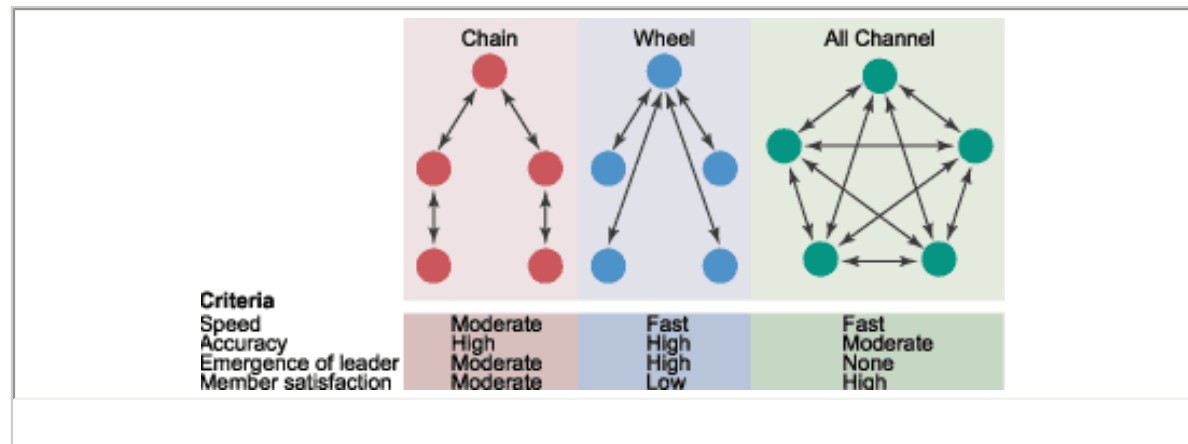 Chain Wheel All Channel
Criteria
Speed Moderate Fast Fast
Accuracy High High Moderate
Emergence of leader Moderate High None
Member satisfaction Moderate Low High